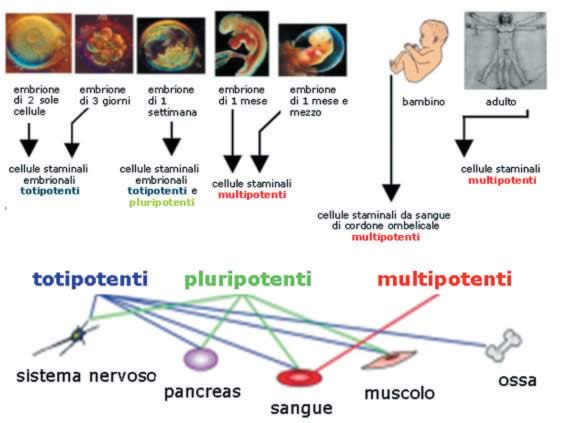 embrione
di 2 sole
cellule
embrione
di 3 giorni
embrione
di 1
settimana
embrione
di 1 mese
embrione
di 1 mese e
mezzo
bambino
adulto
cellule staminali
embrionali
totipotenti
cellule staminali
embrionali
totipotenti e
pluripotenti
cellule staminali
multipotenti
cellule staminali da sangue
di cordone ombelicale
multipotenti
cellule staminali
multipotenti
totipotenti
pluripotenti
multipotenti
sistema nervoso
pancreas
sangue
muscolo
ossa